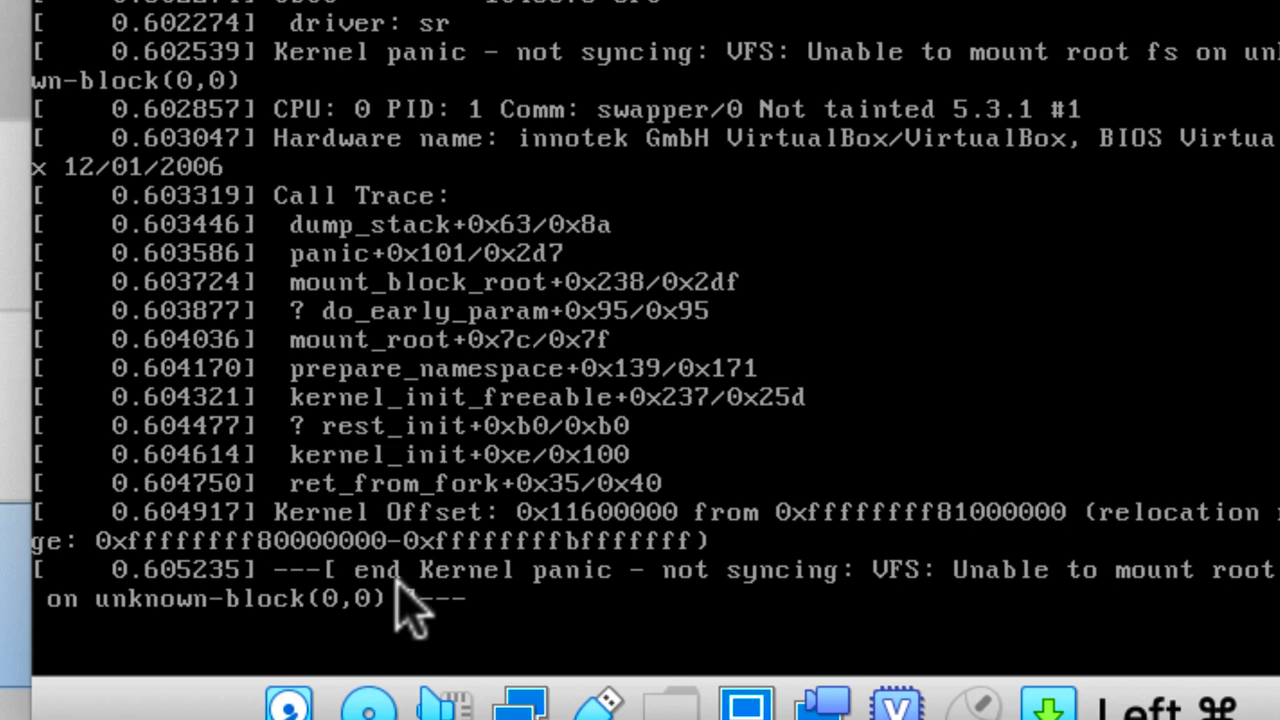 [    0.602274]  driver: sr
[    0.602539] Kernel panic - not syncing: VFS: Unable to mount root fs on un
wn-block(0,0)
[    0.602857] CPU: 0 PID: 1 Comm: swapper/0 Not tainted 5.3.1 #1
[    0.603047] Hardware name: innotek GmbH VirtualBox/VirtualBox, BIOS Virtua
x 12/01/2006
[    0.603319] Call Trace:
[    0.603446]  dump_stack+0x63/0x8a
[    0.603586]  panic+0x101/0x2d7
[    0.603724]  mount_block_root+0x238/0x2df
[    0.603877]  ? do_early_param+0x95/0x95
[    0.604036]  mount_root+0x7c/0x7f
[    0.604170]  prepare_namespace+0x139/0x171
[    0.604321]  kernel_init_freeable+0x237/0x25d
[    0.604477]  ? rest_init+0xb0/0xb0
[    0.604614]  kernel_init+0xe/0x100
[    0.604750]  ret_from_fork+0x35/0x40
[    0.604917] Kernel Offset: 0x11600000 from 0xffffffff81000000 (relocation
ge: 0xffffffff80000000-0xffffffffbfffffff)
[    0.605235] ---[ end Kernel panic - not syncing: VFS: Unable to mount root
 on unknown-block(0,0) ]---
Left ⌘